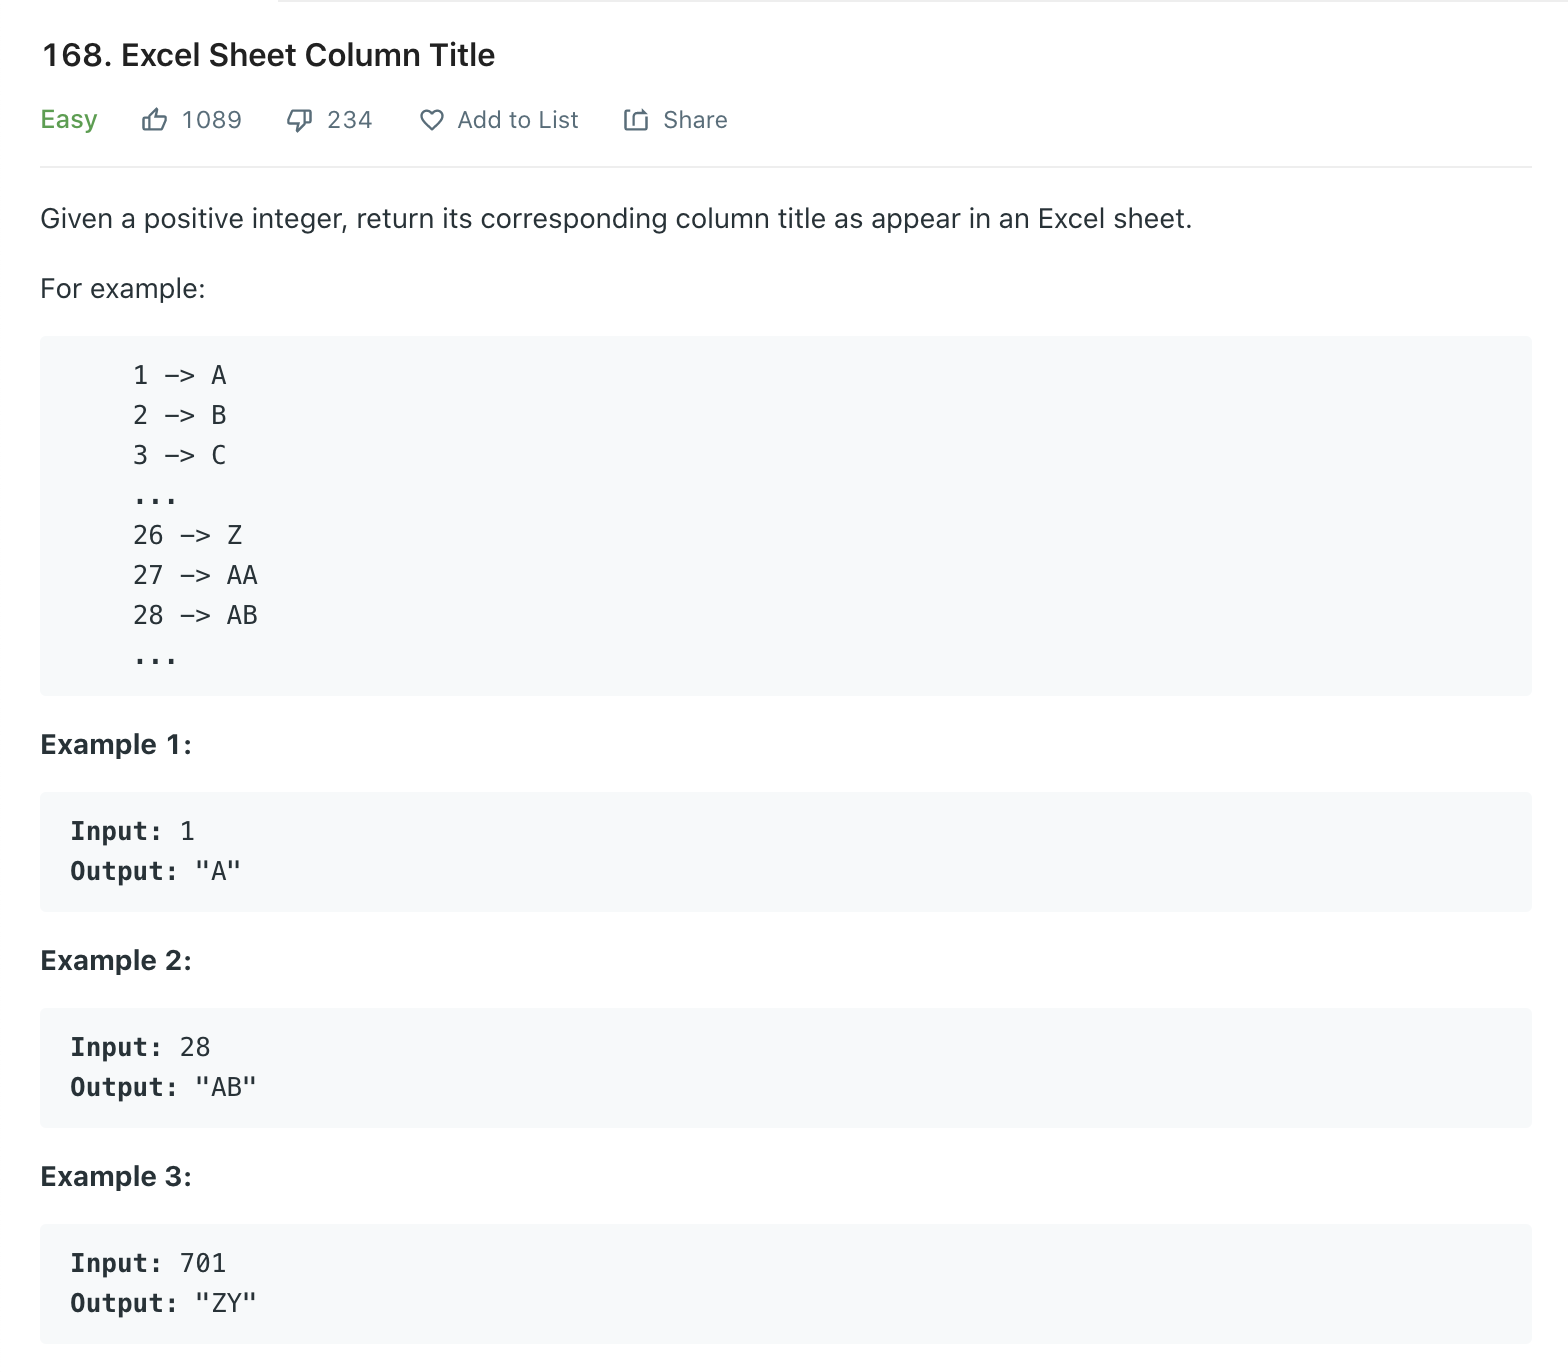 168. Excel Sheet Column Title
Easy 1089 234 Add to List Share
Given a positive integer, return its corresponding column title as appear in an Excel sheet.
For example:
1 -> A
2 -> B
3 -> C
...
26 -> Z
27 -> AA
28 -> AB
...
Example 1:
Input: 1
Output: "A"
Example 2:
Input: 28
Output: "AB"
Example 3:
Input: 701
Output: "ZY"